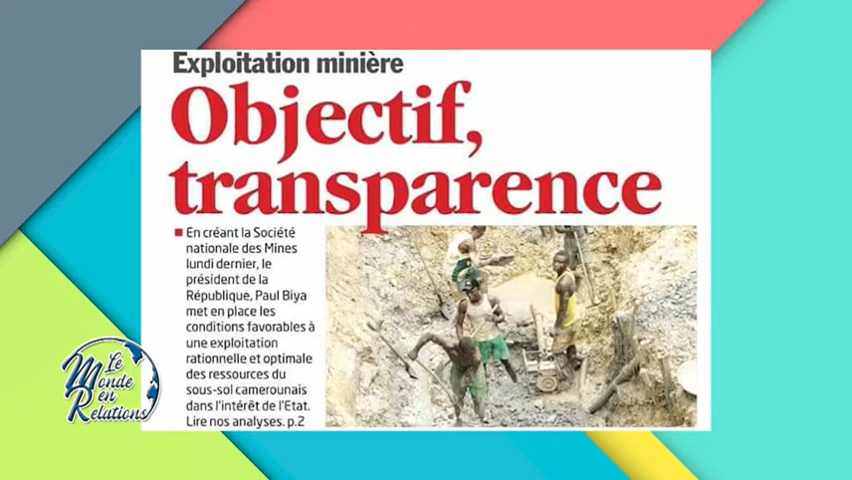 Exploitation minière
Objectif,
transparence
En créant la Société
nationale des Mines
lundi dernier, le
président de la
République, Paul Biya
met en place les
conditions favorables à
une exploitation
rationnelle et optimale
des ressources du
sous-sol camerounais
dans l'intérêt de l'Etat.
Lire nos analyses. p.2
Le
Monde
en
Relations